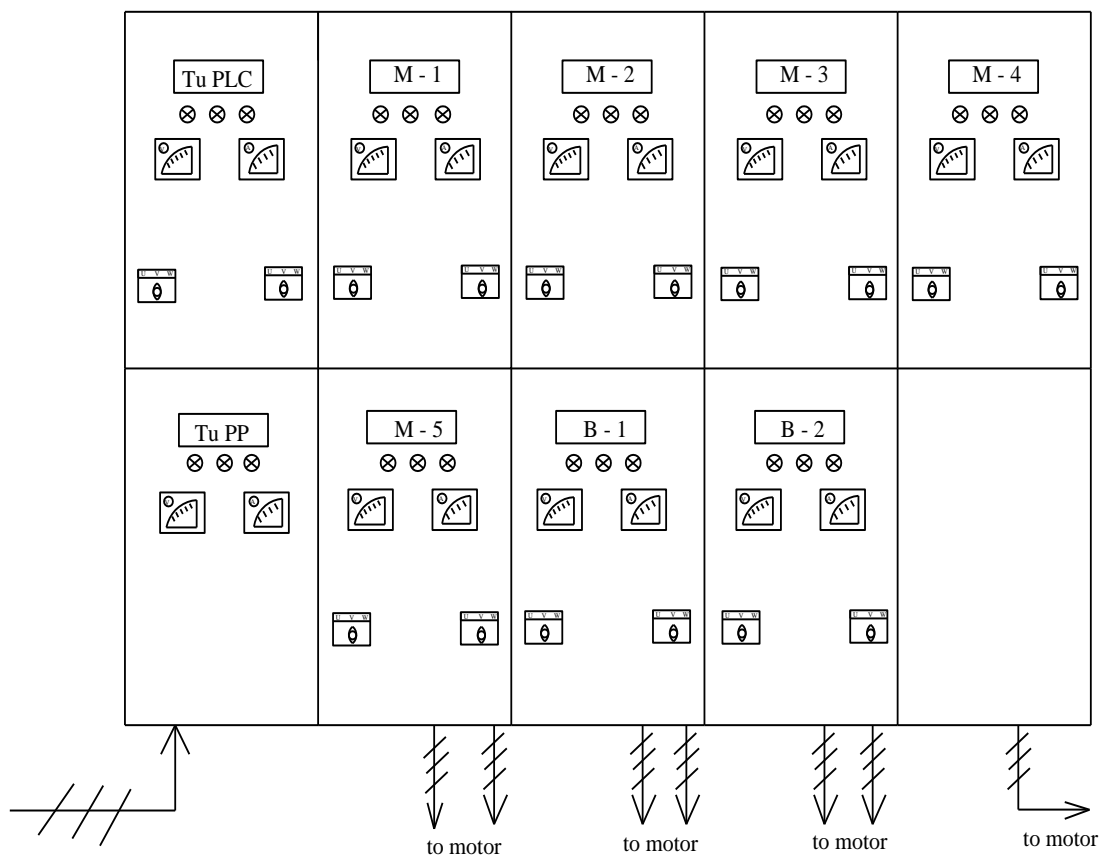 Tu PLC
M - 1
M - 2
M - 3
M - 4
V A
V A
V A
V A
V A
U V W
U V W
U V W
U V W
U V W
U V W
U V W
U V W
U V W
U V W
Tu PP
M - 5
B - 1
B - 2
V A
V A
V A
V A
U V W
U V W
U V W
U V W
U V W
U V W
to motor
to motor
to motor
to motor